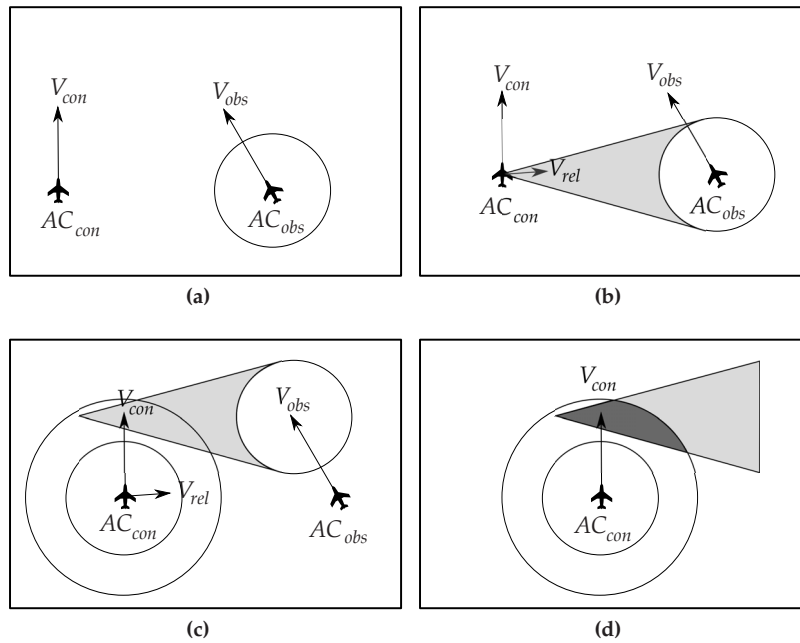 V_con
V_obs
AC_con
AC_obs
(a)
V_con
V_obs
V_rel
AC_con
AC_obs
(b)
V_con
V_obs
V_rel
AC_con
AC_obs
(c)
V_con
AC_con
(d)